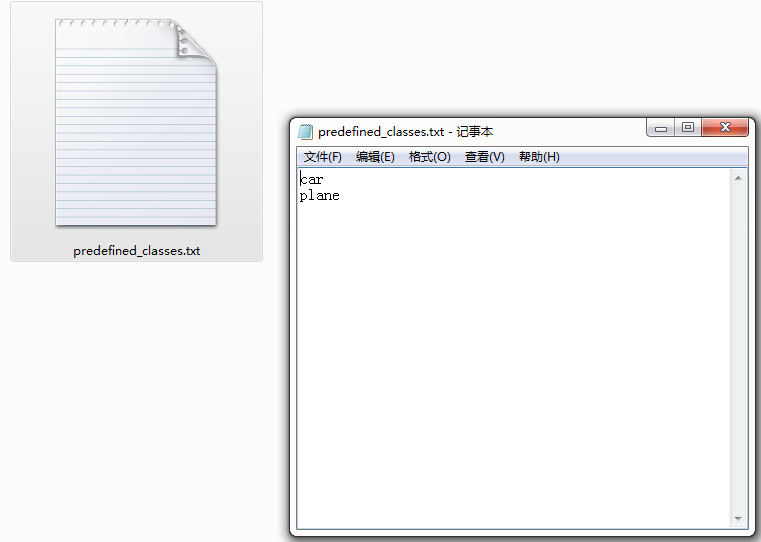 predefined_classes.txt
predefined_classes.txt - 记事本
文件(F) 编辑(E) 格式(O) 查看(V) 帮助(H)
car
plane